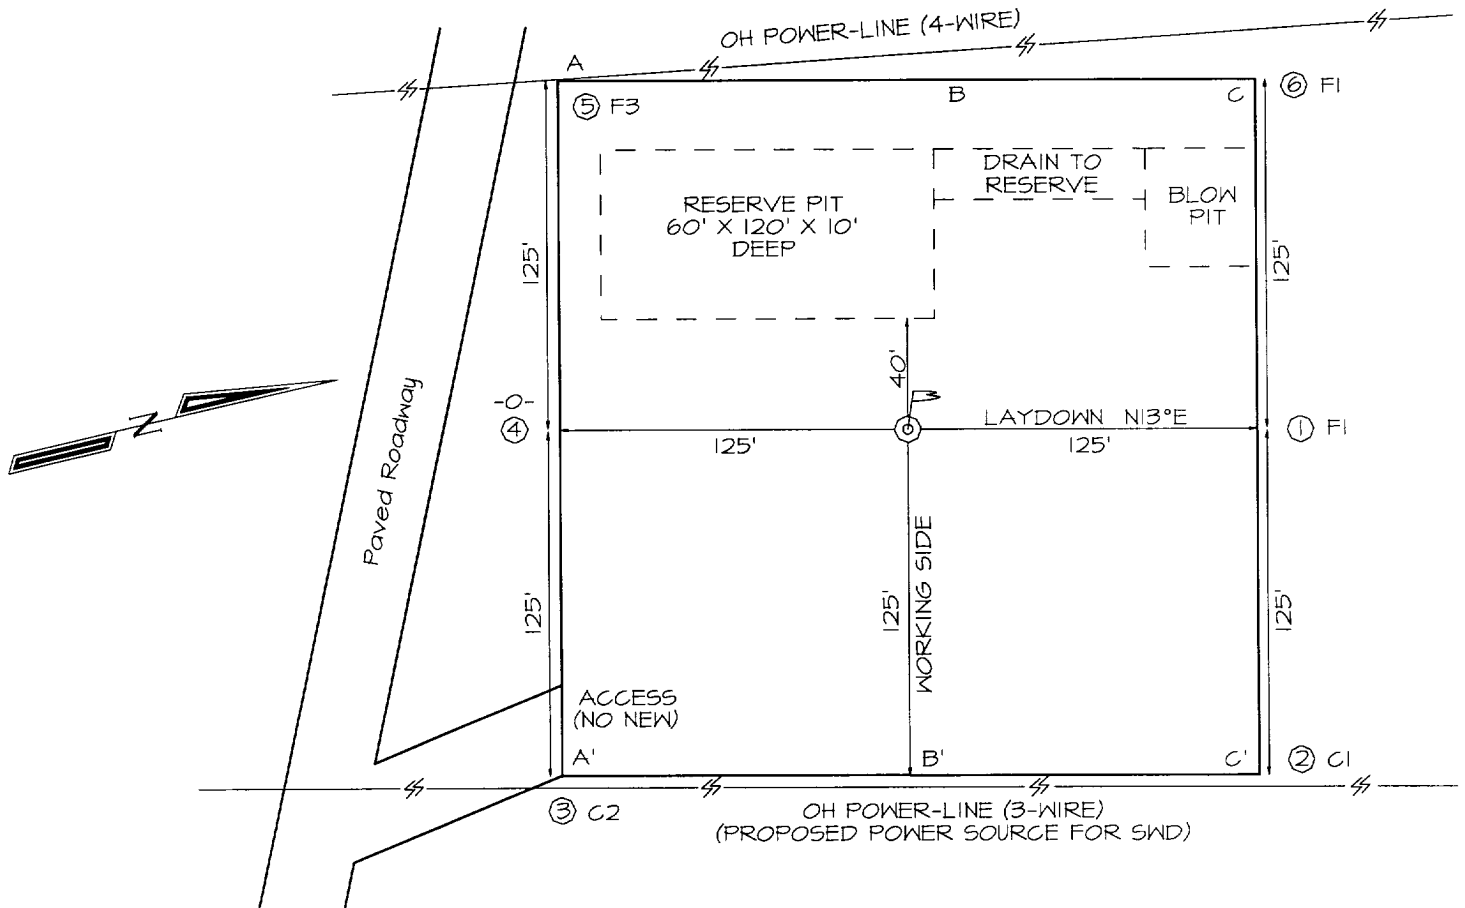 OH POWER-LINE (4-WIRE)
A
⑤ F3
B
C
⑥ F1
RESERVE PIT
60' X 120' X 10'
DEEP
DRAIN TO
RESERVE
BLOW
PIT
125'
125'
40'
N
Paved Roadway
-0-
④
125'
LAYDOWN N13°E
125'
① F1
125'
125'
WORKING SIDE
125'
ACCESS
(NO NEW)
A'
B'
C'
② C1
③ C2
OH POWER-LINE (3-WIRE)
(PROPOSED POWER SOURCE FOR SWD)